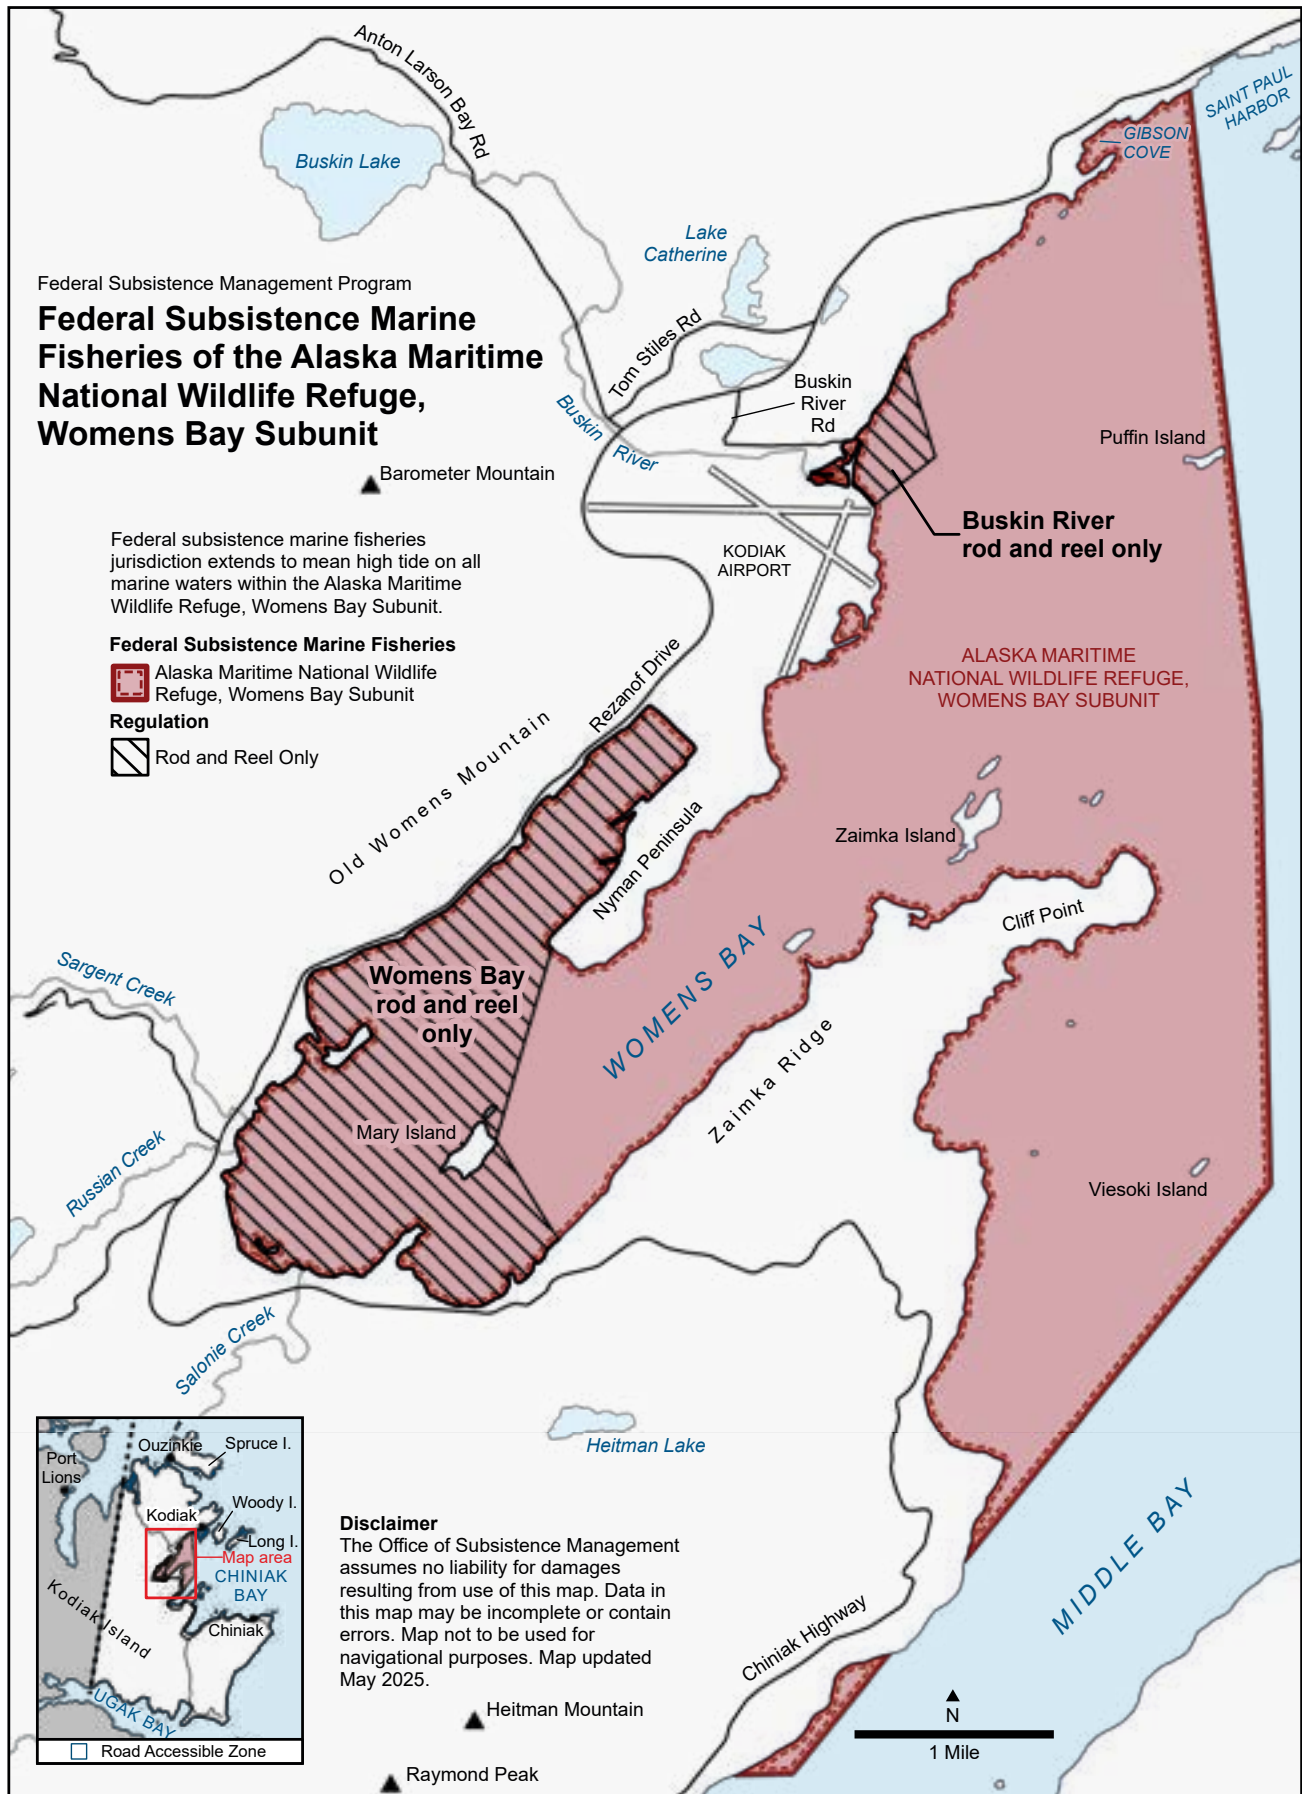 Anton Larson Bay Rd
SAINT PAUL
HARBOR
GIBSON
COVE
Buskin Lake
Lake
Catherine
Federal Subsistence Management Program
Federal Subsistence Marine
Fisheries of the Alaska Maritime
National Wildlife Refuge,
Womens Bay Subunit
Tom Stiles Rd
Buskin
River
Rd
Buskin River
Puffin Island
Barometer Mountain
Buskin River
rod and reel only
Federal subsistence marine fisheries
jurisdiction extends to mean high tide on all
marine waters within the Alaska Maritime
Wildlife Refuge, Womens Bay Subunit.
KODIAK
AIRPORT
Federal Subsistence Marine Fisheries
Alaska Maritime National Wildlife
Refuge, Womens Bay Subunit
Regulation
Rod and Reel Only
ALASKA MARITIME
NATIONAL WILDLIFE REFUGE,
WOMENS BAY SUBUNIT
Rezanof Drive
Old Womens Mountain
Nyman Peninsula
Zaimka Island
Cliff Point
WOMENS BAY
Sargent Creek
Womens Bay
rod and reel
only
Zaimka Ridge
Mary Island
Russian Creek
Viesoki Island
Salonie Creek
Heitman Lake
Port
Lions
Ouzinkie
Spruce I.
Woody I.
Kodiak
Long I.
Map area
CHINIAK
BAY
Kodiak Island
Chiniak
UGAK BAY
Road Accessible Zone
Disclaimer
The Office of Subsistence Management
assumes no liability for damages
resulting from use of this map. Data in
this map may be incomplete or contain
errors. Map not to be used for
navigational purposes. Map updated
May 2025.
MIDDLE BAY
Chiniak Highway
Heitman Mountain
Raymond Peak
N
1 Mile